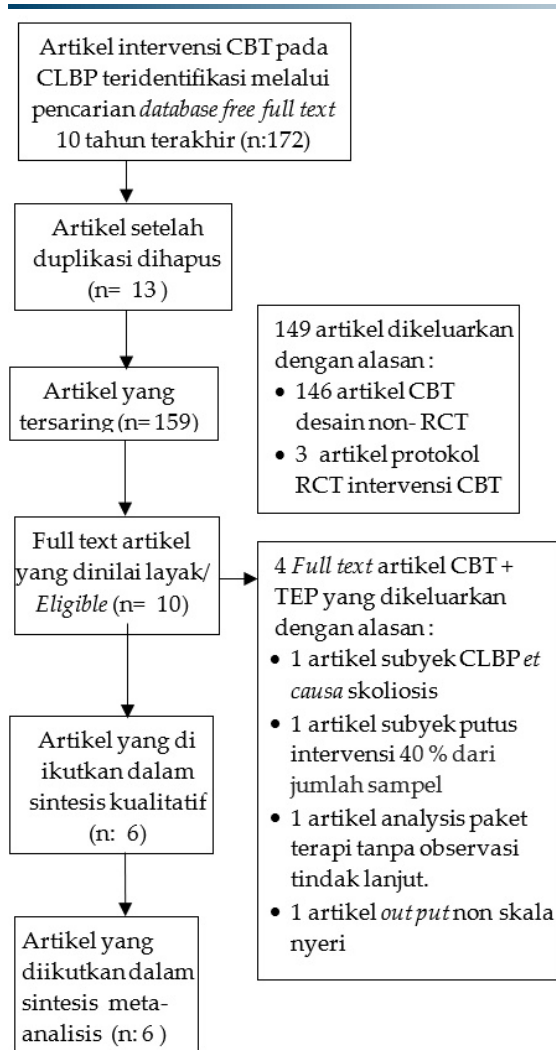 Artikel intervensi CBT pada
CLBP teridentifikasi melalui
pencarian database free full text
10 tahun terakhir (n:172)
Artikel setelah
duplikasi dihapus
(n= 13 )
Artikel yang
tersaring (n= 159)
149 artikel dikeluarkan
dengan alasan :
• 146 artikel CBT
desain non- RCT
• 3 artikel protokol
RCT intervensi CBT
Full text artikel
yang dinilai layak/
Eligible (n= 10)
4 Full text artikel CBT +
TEP yang dikeluarkan
dengan alasan :
• 1 artikel subyek CLBP et
causa skoliosis
• 1 artikel subyek putus
intervensi 40 % dari
jumlah sampel
• 1 artikel analysis paket
terapi tanpa observasi
tindak lanjut.
• 1 artikel out put non skala
nyeri
Artikel yang di
ikutkan dalam
sintesis kualitatif
(n: 6)
Artikel yang
diikutkan dalam
sintesis meta-
analisis (n: 6 )